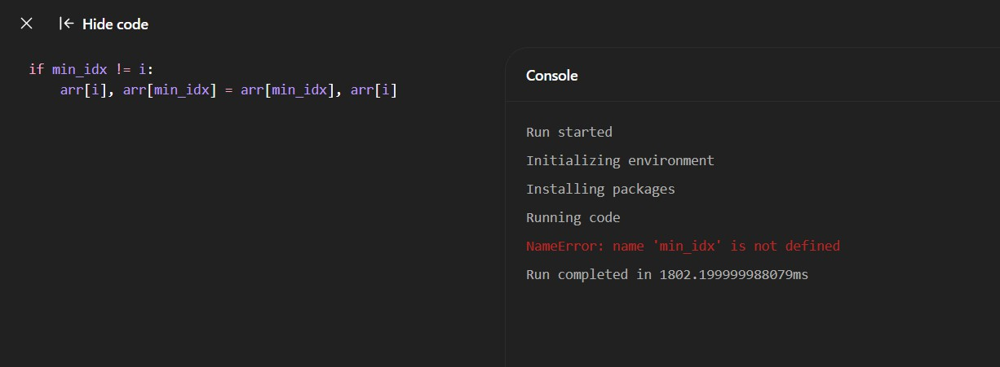 Hide code
if min_idx != i:
    arr[i], arr[min_idx] = arr[min_idx], arr[i]
Console
Run started
Initializing environment
Installing packages
Running code
NameError: name 'min_idx' is not defined
Run completed in 1802.199999988079ms